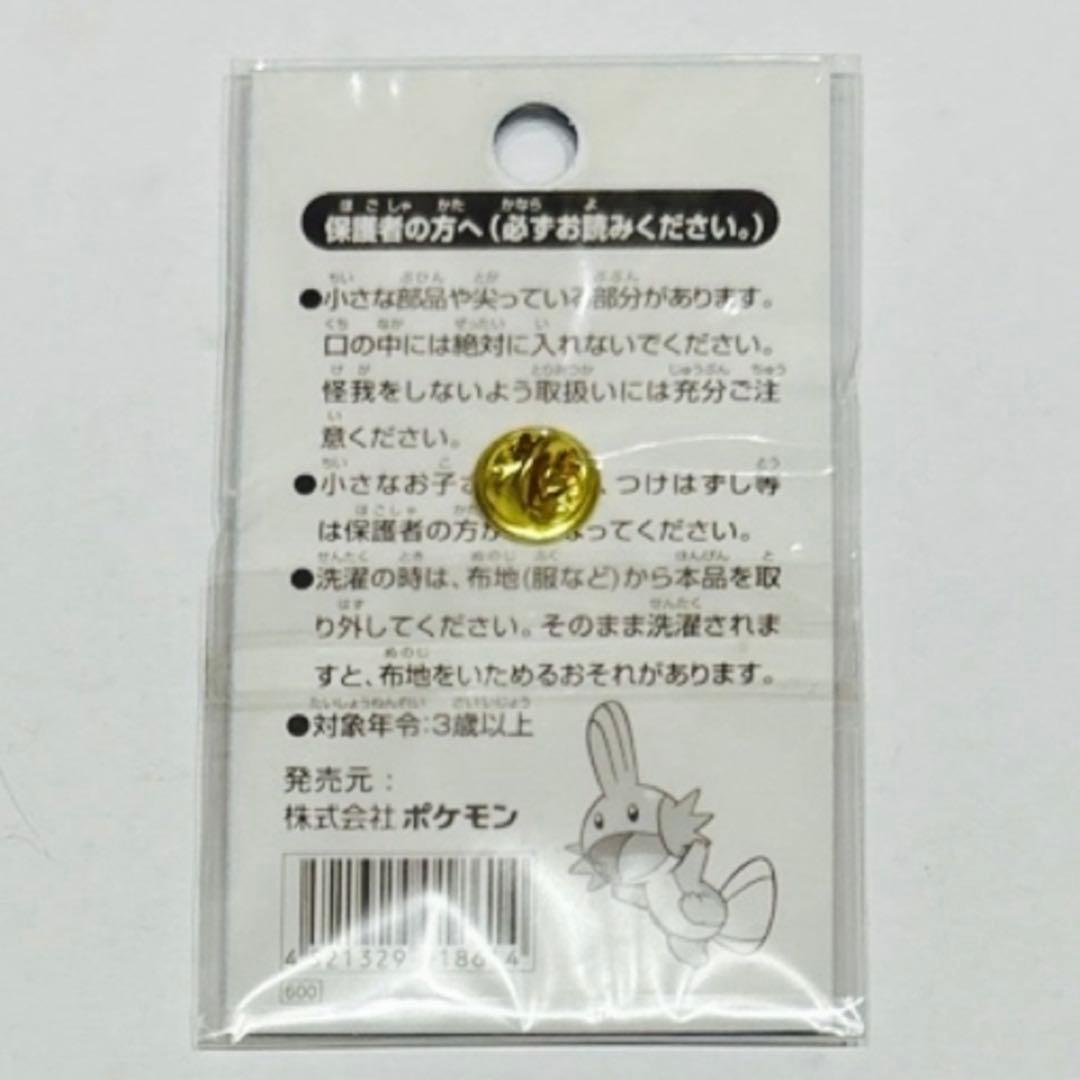 保護者の方へ(必ずお読みください。)
●小さな部品や尖っている部分があります。
口の中には絶対に入れないでください。
怪我をしないよう取扱いには充分ご注
意ください。
●小さなお子 、つけはずし等
は保護者の方が なってください。
●洗濯の時は、布地(服など)から本品を取
り外してください。そのまま洗濯されま
すと、布地をいためるおそれがあります。
●対象年令:3歳以上
発売元:
株式会社 ポケモン
600